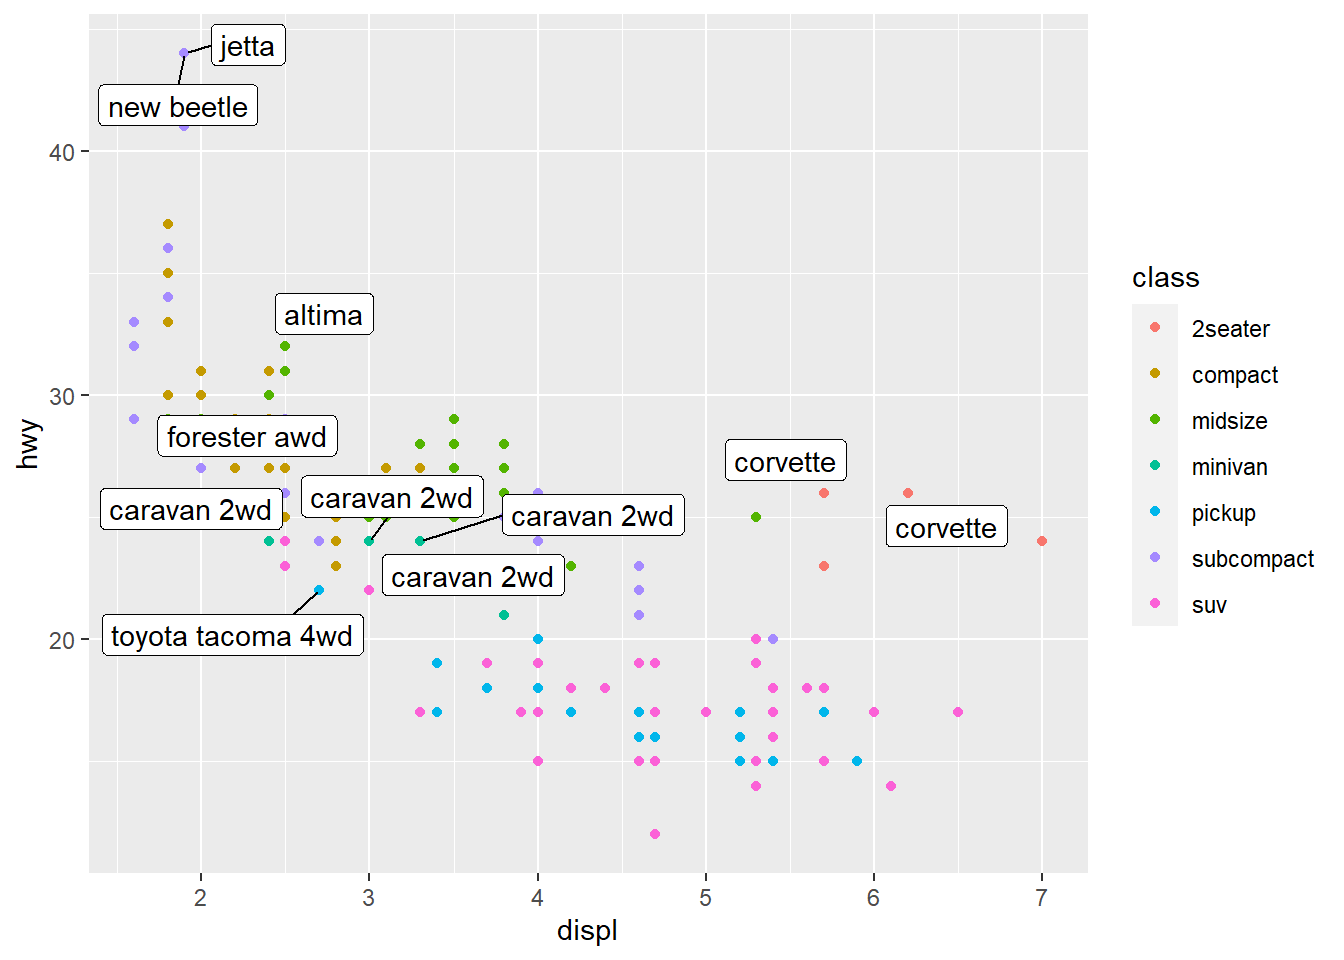 jetta
new beetle
40
altima
class
2seater
compact
30
midsize
hwy
forester awd
corvette
minivan
caravan 2wd
caravan 2wd
caravan 2wd
corvette
pickup
subcompact
caravan 2wd
suv
toyota tacoma 4wd
20
2
3
4
5
6
7
displ